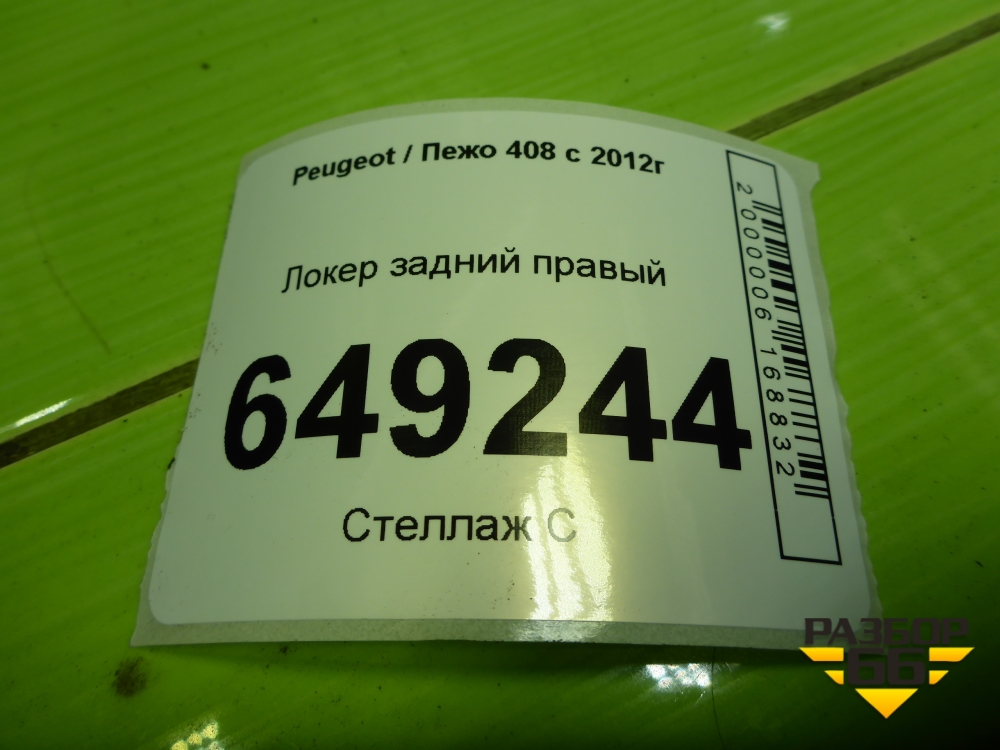 Peugeot / Пежо 408 с 2012г
Локер задний правый
649244
Стеллаж С
2000006168832
РАЗБОР
66